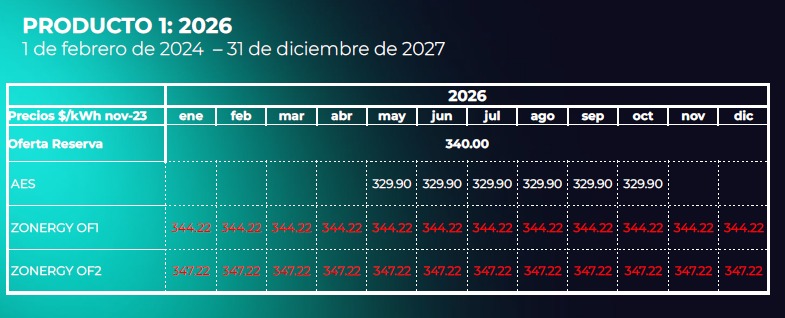 PRODUCTO 1: 2026
1 de febrero de 2024 – 31 de diciembre de 2027
2026
Precios $/kWh nov-23 ene feb mar abr may jun jul ago sep oct nov dic
Oferta Reserva 340.00
AES 329.90 329.90 329.90 329.90 329.90 329.90
ZONERGY OF1 344.22 344.22 344.22 344.22 344.22 344.22 344.22 344.22 344.22 344.22 344.22 344.22
ZONERGY OF2 347.22 347.22 347.22 347.22 347.22 347.22 347.22 347.22 347.22 347.22 347.22 347.22